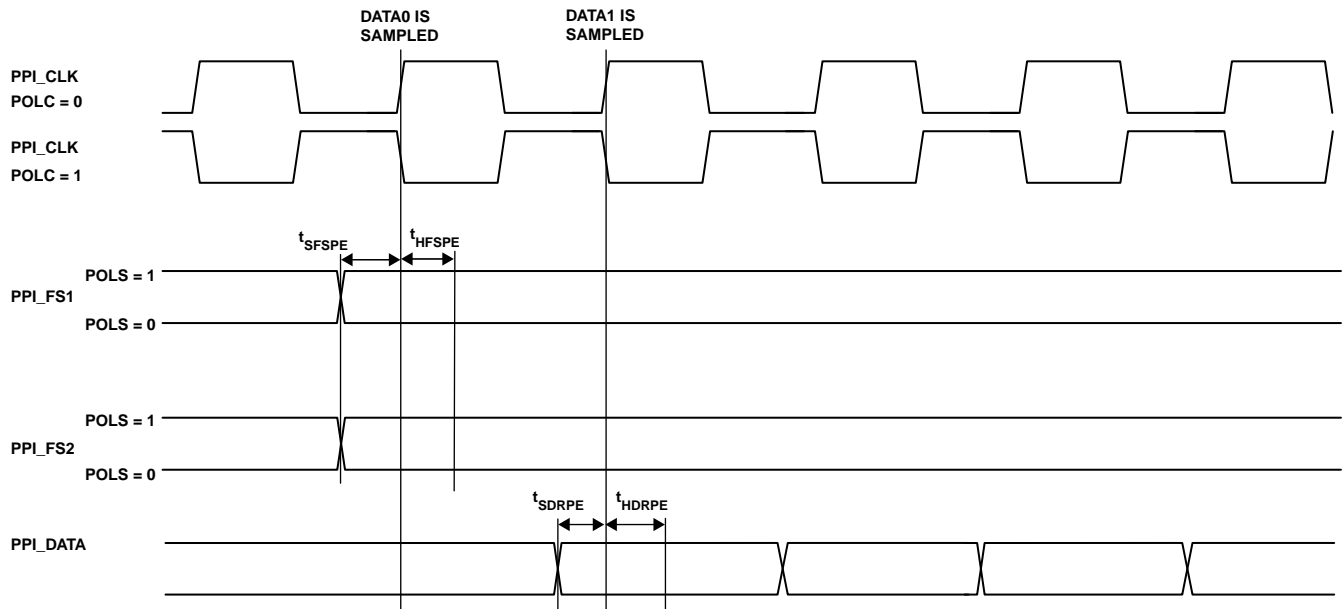 DATA0 IS
SAMPLED
DATA1 IS
SAMPLED
PPI_CLK
POLC = 0
PPI_CLK
POLC = 1
tSFSPE
tHFSPE
POLS = 1
PPI_FS1
POLS = 0
POLS = 1
PPI_FS2
POLS = 0
tSDRPE
tHDRPE
PPI_DATA